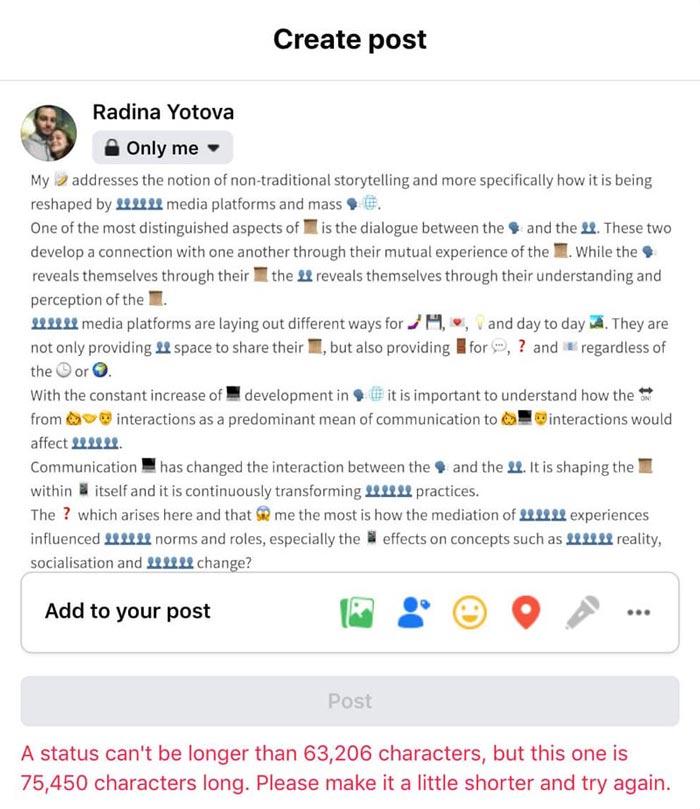 Create post
Radina Yotova
Only me
My 📝 addresses the notion of non-traditional storytelling and more specifically how it is being
reshaped by 👥👥👥 media platforms and mass 🗣🌐.
One of the most distinguished aspects of 📜 is the dialogue between the 🗣 and the 👥. These two
develop a connection with one another through their mutual experience of the 📜. While the 🗣
reveals themselves through their 📜 the 👥 reveals themselves through their understanding and
perception of the 📜.
👥👥👥 media platforms are laying out different ways for 🤳💾, 💌, 💡 and day to day 🏞. They are
not only providing 👥 space to share their 📜, but also providing 🚪 for 💬, ❓ and 📧 regardless of
the 🕒 or 🌍.
With the constant increase of 💻 development in 🗣🌐 it is important to understand how the 🔛
from 👩🤝👨 interactions as a predominant mean of communication to 👩💻👨 interactions would
affect 👥👥👥.
Communication 💻 has changed the interaction between the 🗣 and the 👥. It is shaping the 📜
within 📱 itself and it is continuously transforming 👥👥👥 practices.
The ❓ which arises here and that 😱 me the most is how the mediation of 👥👥👥 experiences
influenced 👥👥👥 norms and roles, especially the 📱 effects on concepts such as 👥👥👥 reality,
socialisation and 👥👥👥 change?
Add to your post
Post
A status can't be longer than 63,206 characters, but this one is
75,450 characters long. Please make it a little shorter and try again.